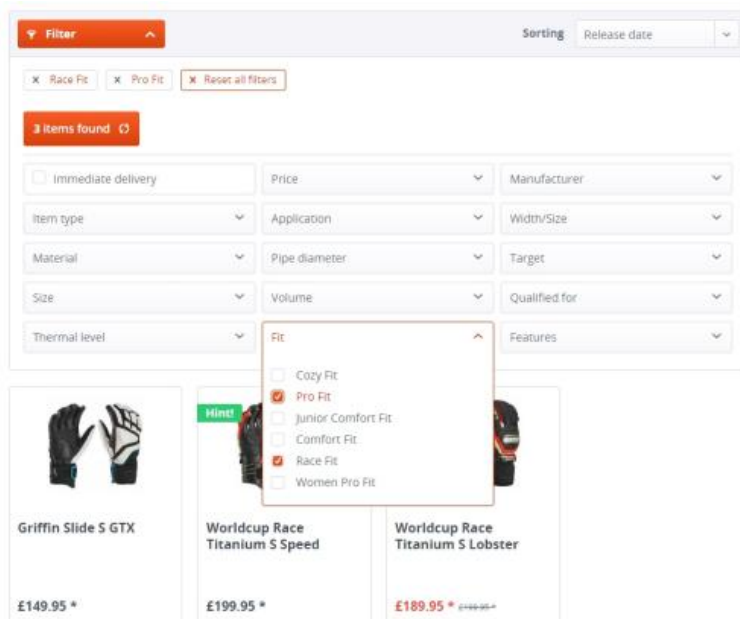 Filter
Sorting
Release date
x Race Fit
x Pro Fit
x Reset all filters
3 items found
Immediate delivery
Price
Manufacturer
Item type
Application
Width/Size
Material
Pipe diameter
Target
Size
Volume
Qualified for
Thermal level
Fit
Features
Cozy Fit
Pro Fit
Junior Comfort Fit
Comfort Fit
Race Fit
Women Pro Fit
Hint!
Griffin Slide S GTX
Worldcup Race
Titanium S Speed
Worldcup Race
Titanium S Lobster
£149.95 *
£199.95 *
£189.95 *